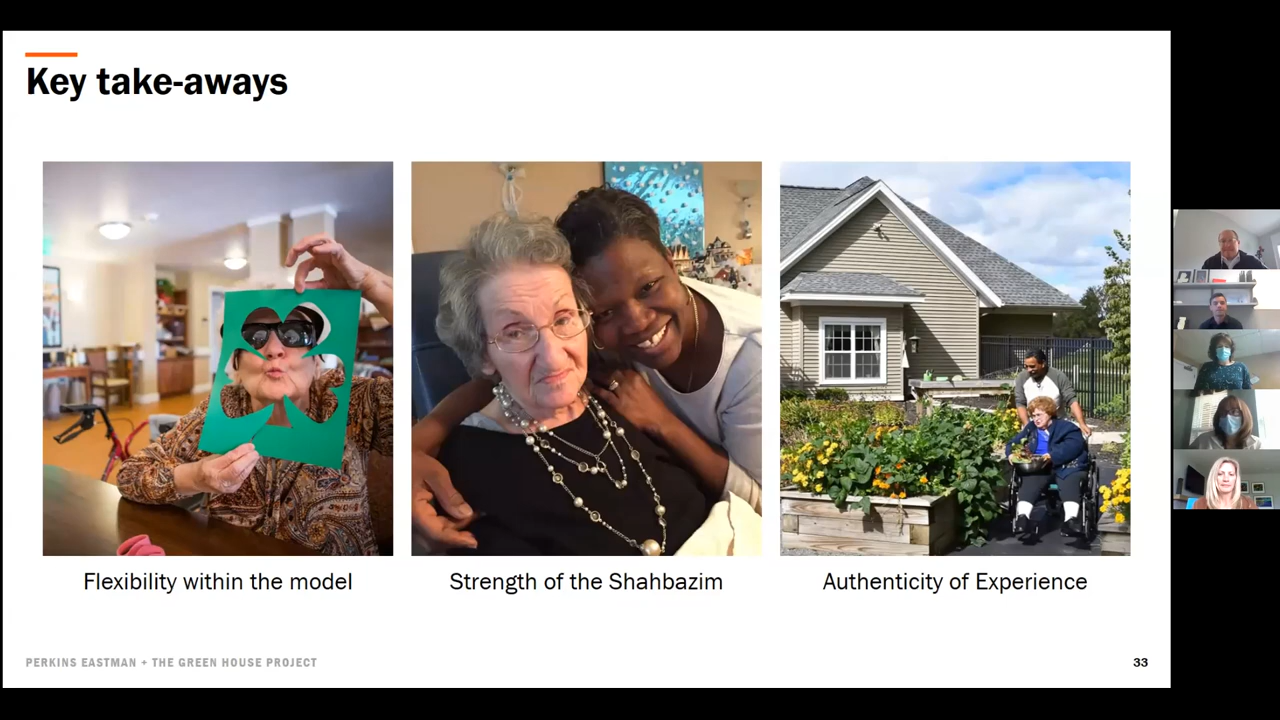 Key take-aways
Flexibility within the model
Strength of the Shahbazim
Authenticity of Experience
PERKINS EASTMAN + THE GREEN HOUSE PROJECT
33